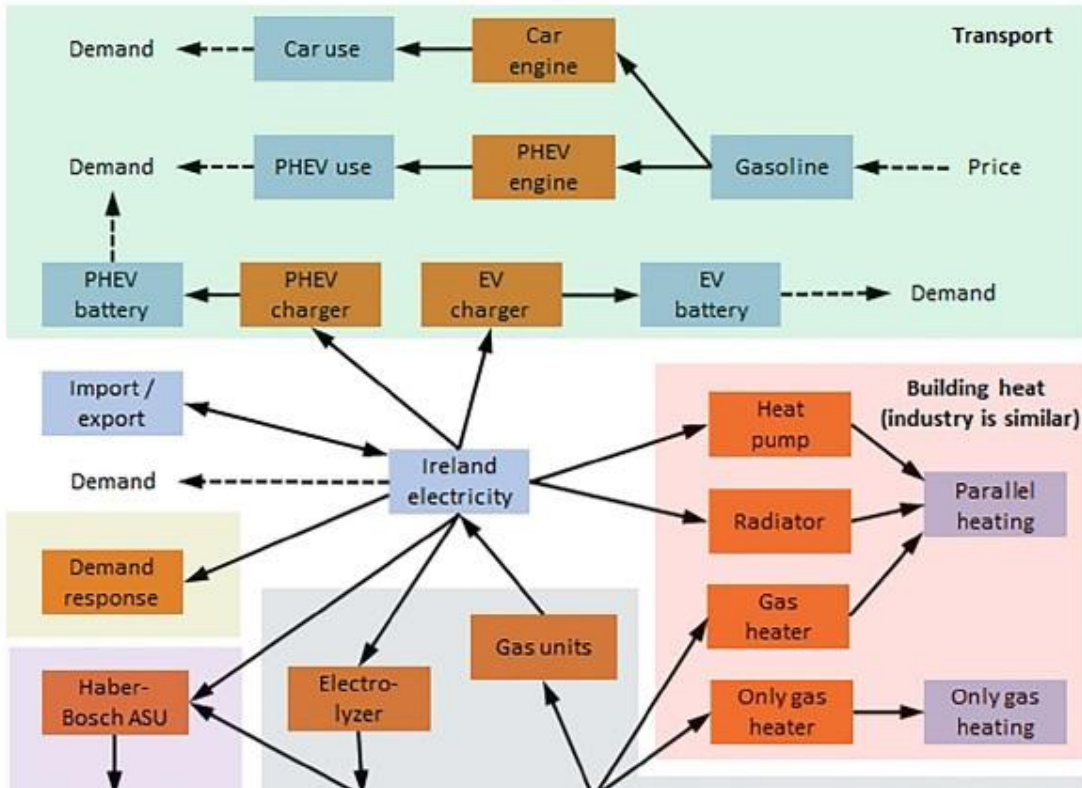 Demand
Car use
Car
engine
Transport
Demand
PHEV use
PHEV
engine
Gasoline
Price
PHEV
battery
PHEV
charger
EV
charger
EV
battery
Demand
Import /
export
Building heat
(industry is similar)
Heat
pump
Ireland
electricity
Demand
Radiator
Parallel
heating
Demand
response
Gas
heater
Gas units
Haber-
Bosch ASU
Electro-
lyzer
Only gas
heater
Only gas
heating